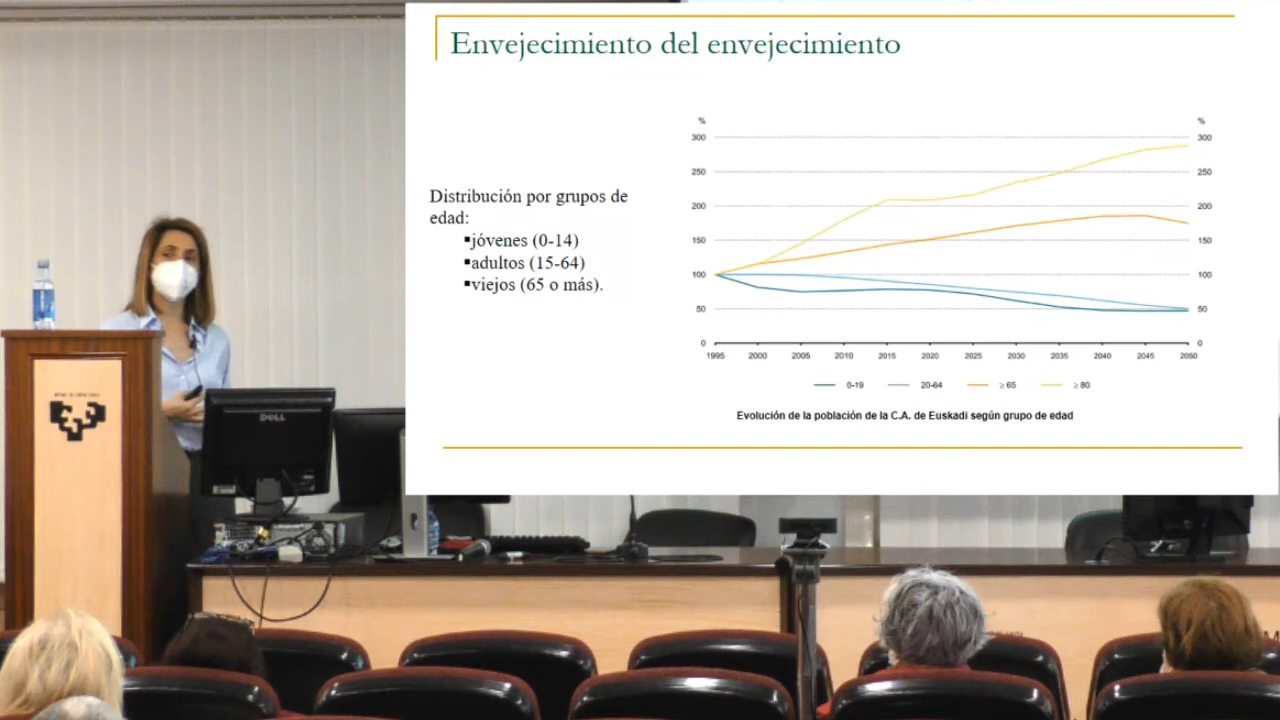 Envejecimiento del envejecimiento
Distribución por grupos de
edad:
▪jóvenes (0-14)
▪adultos (15-64)
▪viejos (65 o más).
% %
300 300
250 250
200 200
150 150
100 100
50 50
0 0
1995 2000 2005 2010 2015 2020 2025 2030 2035 2040 2045 2050
0-19 20-64 ≥ 65 ≥ 80
Evolución de la población de la C.A. de Euskadi según grupo de edad
DELL